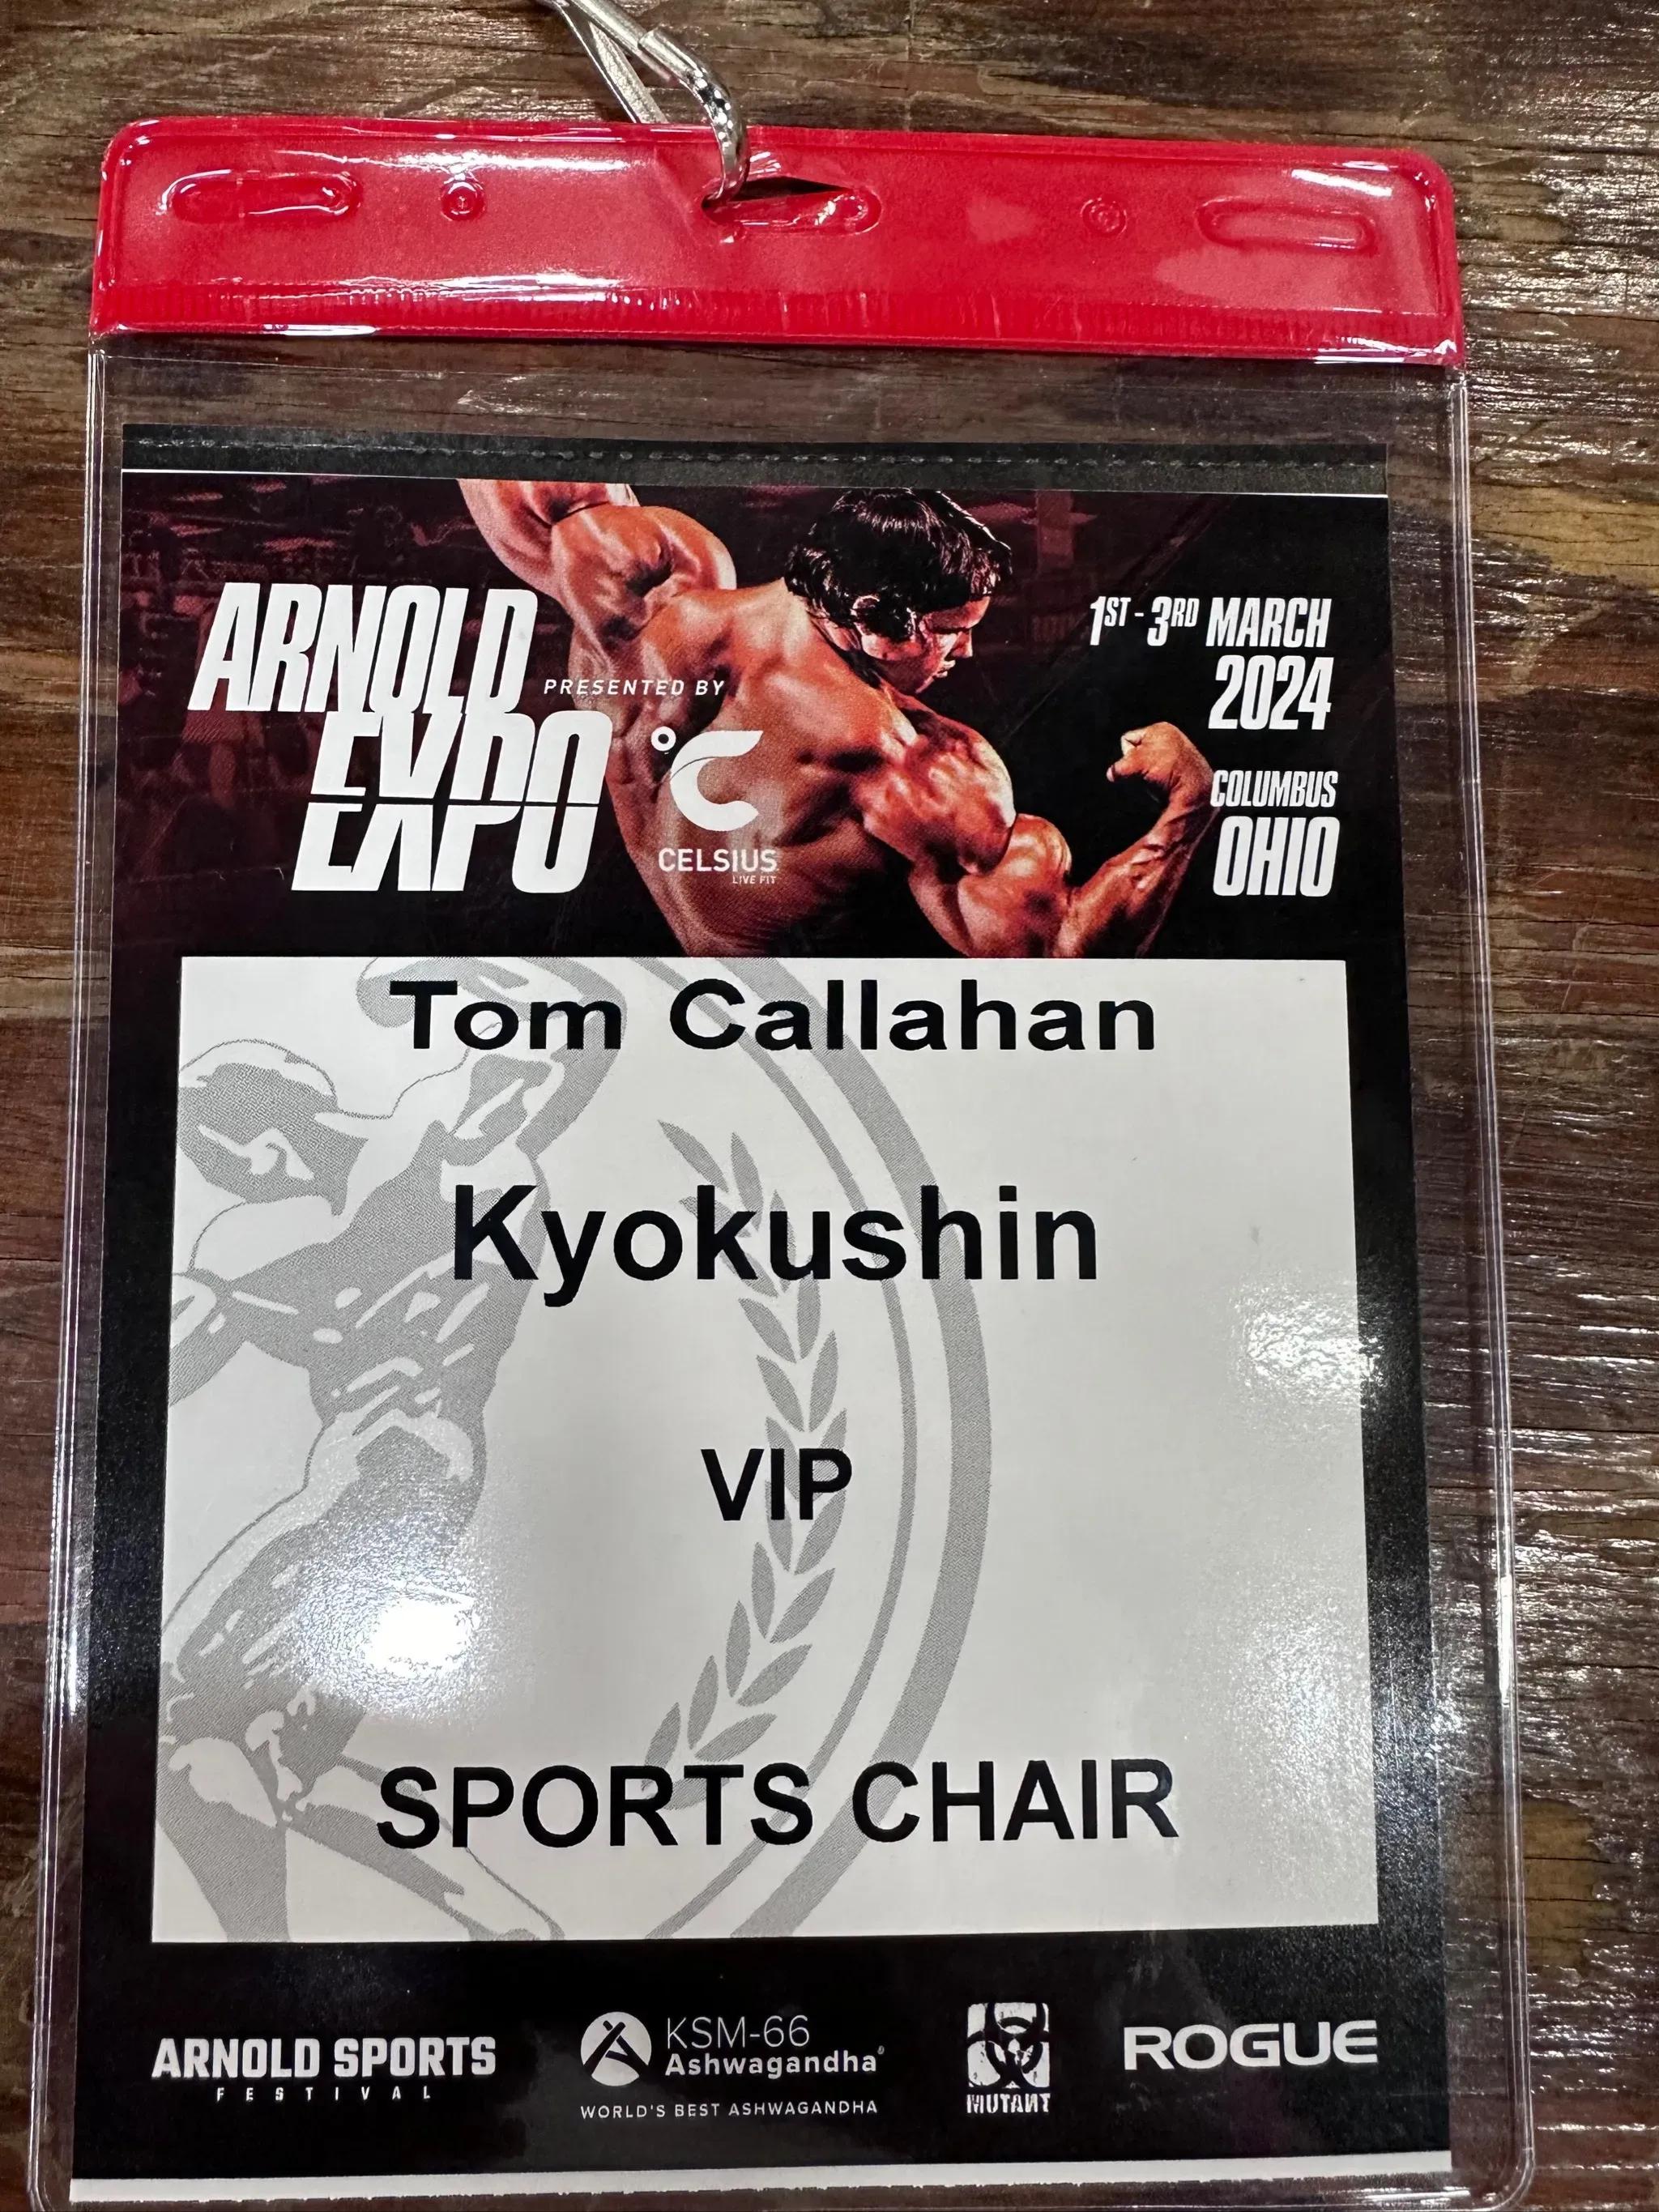 ARNOLD
EXPO
PRESENTED BY
°C
CELSIUS
LIVE FIT
1ST - 3RD MARCH
2024
COLUMBUS
OHIO
Tom Callahan
Kyokushin
VIP
SPORTS CHAIR
ARNOLD SPORTS
FESTIVAL
KSM-66
Ashwagandha®
WORLD'S BEST ASHWAGANDHA
MUTANT
ROGUE